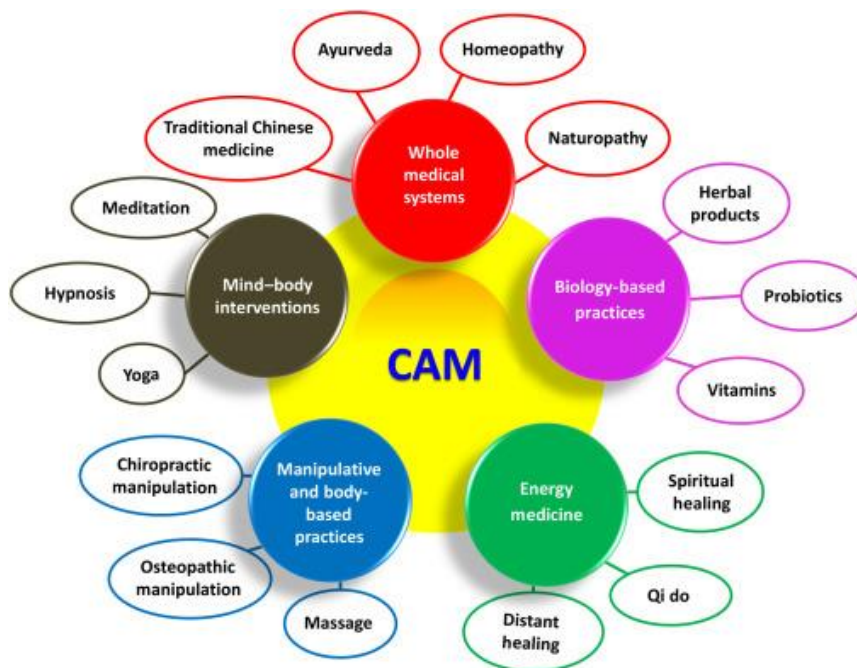 Ayurveda
Homeopathy
Traditional Chinese
medicine
Whole
medical
systems
Naturopathy
Meditation
Herbal
products
Hypnosis
Mind–body
interventions
Biology-based
practices
Probiotics
CAM
Yoga
Vitamins
Chiropractic
manipulation
Manipulative
and body-
based
practices
Energy
medicine
Spiritual
healing
Osteopathic
manipulation
Massage
Distant
healing
Qi do